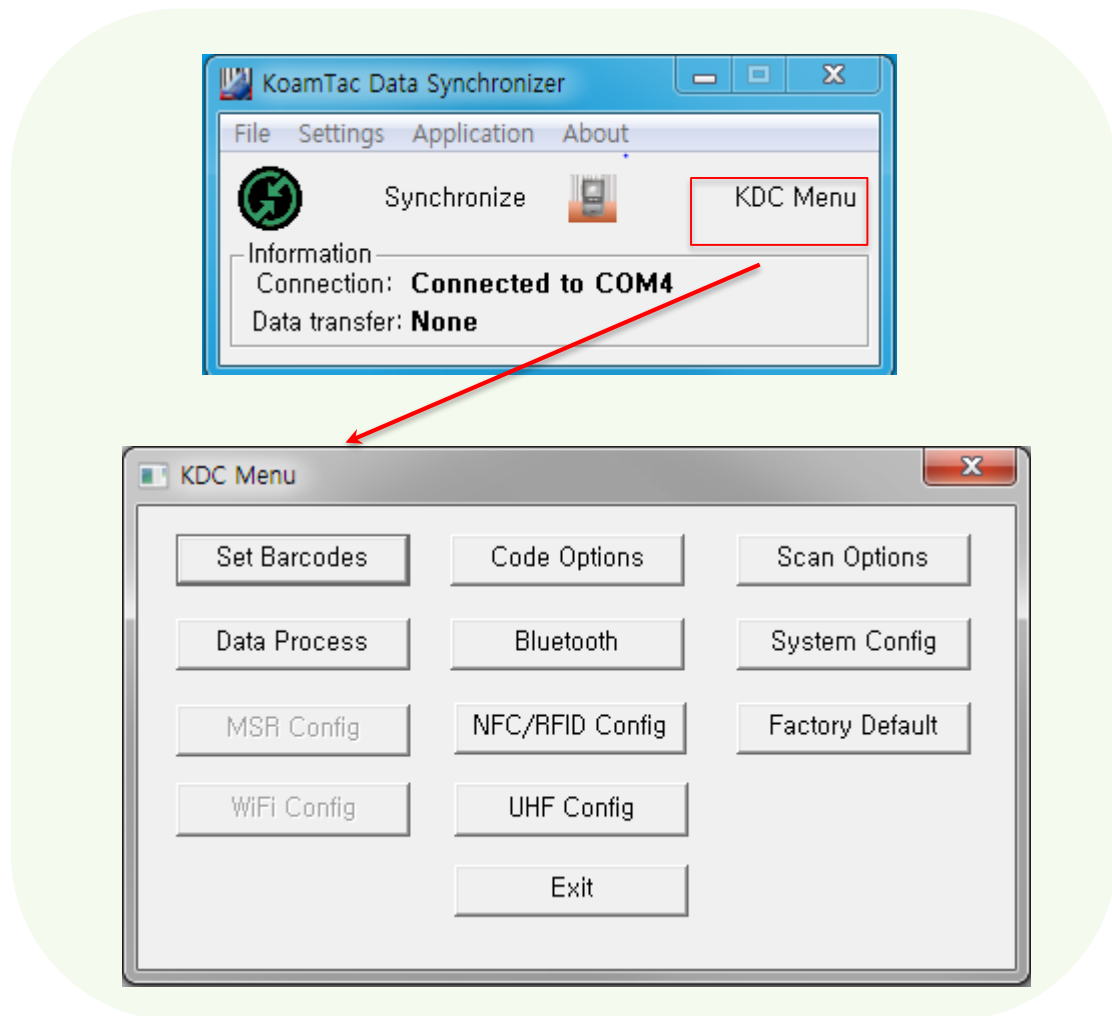 KoamTac Data Synchronizer
File Settings Application About
Synchronize KDC Menu
Information
Connection: Connected to COM4
Data transfer: None
KDC Menu
Set Barcodes Code Options Scan Options
Data Process Bluetooth System Config
MSR Config NFC/RFID Config Factory Default
WiFi Config UHF Config
Exit